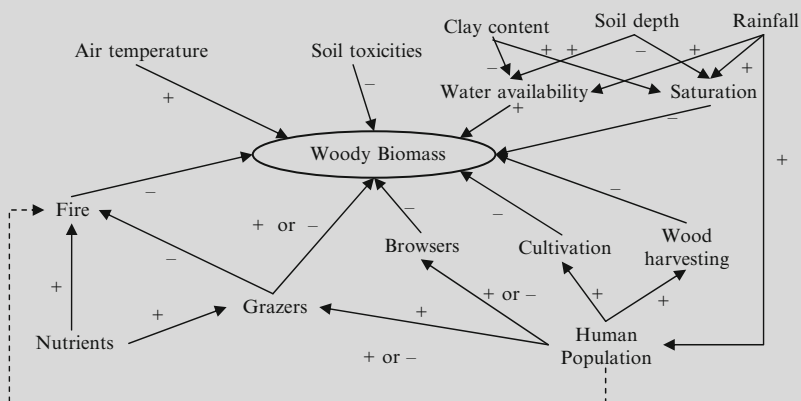 Clay content
Soil depth
Rainfall
Air temperature
Soil toxicities
+ + – +
– +
–
+
Water availability
Saturation
+ –
Woody Biomass
+
–
–
Fire
+ or –
–
–
Browsers
Cultivation
Wood
harvesting
–
+
+
Grazers
+
+ or –
+
+
Nutrients
Human
Population
+ or –